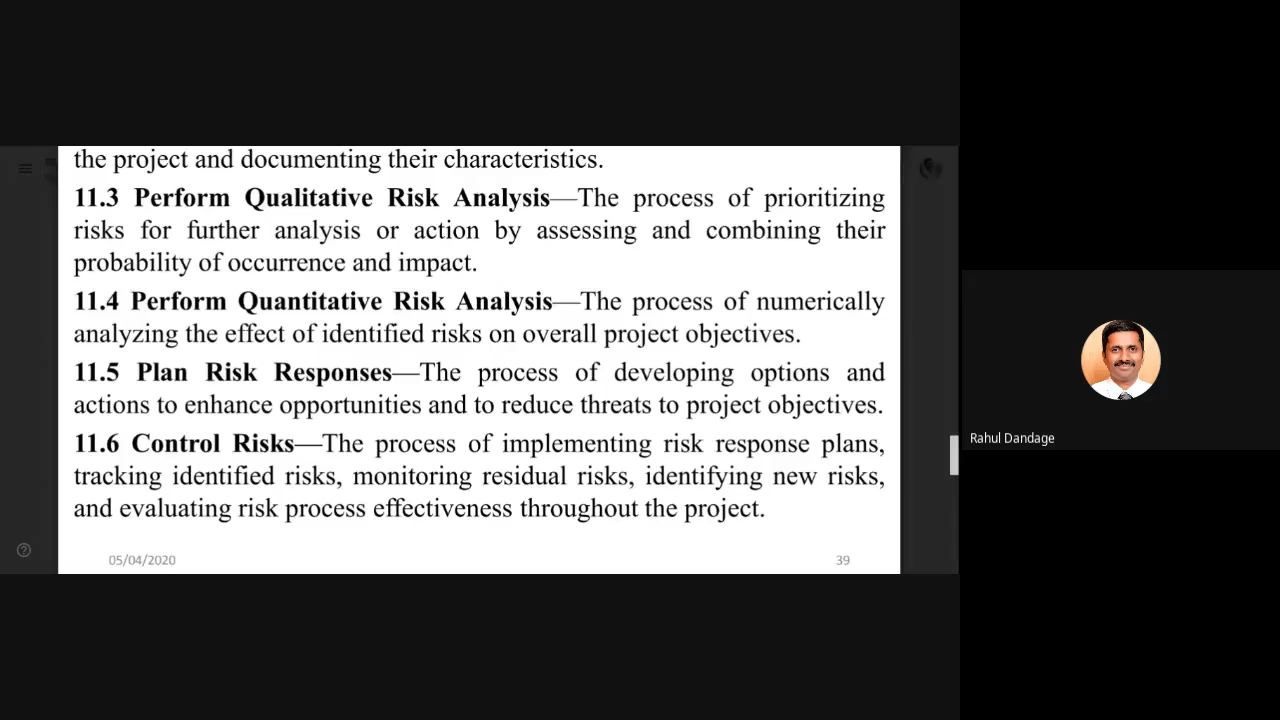 the project and documenting their characteristics.
11.3 Perform Qualitative Risk Analysis—The process of prioritizing
risks for further analysis or action by assessing and combining their
probability of occurrence and impact.
11.4 Perform Quantitative Risk Analysis—The process of numerically
analyzing the effect of identified risks on overall project objectives.
11.5 Plan Risk Responses—The process of developing options and
actions to enhance opportunities and to reduce threats to project objectives.
11.6 Control Risks—The process of implementing risk response plans,
tracking identified risks, monitoring residual risks, identifying new risks,
and evaluating risk process effectiveness throughout the project.
05/04/2020
39
Rahul Dandage